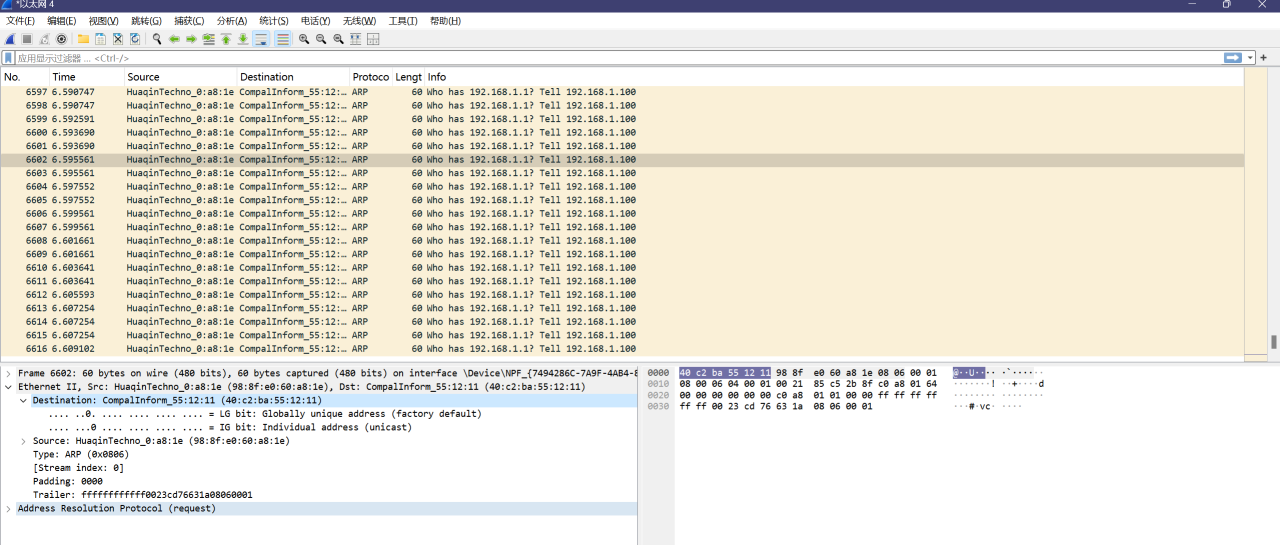 *以太网 4
文件(F) 编辑(E) 视图(V) 跳转(G) 捕获(C) 分析(A) 统计(S) 电话(Y) 无线(W) 工具(T) 帮助(H)
应用显示过滤器 … <Ctrl-/>
No. Time Source Destination Protoco Lengt Info
6597 6.590747 HuaqinTechno_0:a8:1e CompalInform_55:12:… ARP 60 Who has 192.168.1.1? Tell 192.168.1.100
6598 6.590747 HuaqinTechno_0:a8:1e CompalInform_55:12:… ARP 60 Who has 192.168.1.1? Tell 192.168.1.100
6599 6.592591 HuaqinTechno_0:a8:1e CompalInform_55:12:… ARP 60 Who has 192.168.1.1? Tell 192.168.1.100
6600 6.593690 HuaqinTechno_0:a8:1e CompalInform_55:12:… ARP 60 Who has 192.168.1.1? Tell 192.168.1.100
6601 6.593690 HuaqinTechno_0:a8:1e CompalInform_55:12:… ARP 60 Who has 192.168.1.1? Tell 192.168.1.100
6602 6.595561 HuaqinTechno_0:a8:1e CompalInform_55:12:… ARP 60 Who has 192.168.1.1? Tell 192.168.1.100
6603 6.595561 HuaqinTechno_0:a8:1e CompalInform_55:12:… ARP 60 Who has 192.168.1.1? Tell 192.168.1.100
6604 6.597552 HuaqinTechno_0:a8:1e CompalInform_55:12:… ARP 60 Who has 192.168.1.1? Tell 192.168.1.100
6605 6.597552 HuaqinTechno_0:a8:1e CompalInform_55:12:… ARP 60 Who has 192.168.1.1? Tell 192.168.1.100
6606 6.599561 HuaqinTechno_0:a8:1e CompalInform_55:12:… ARP 60 Who has 192.168.1.1? Tell 192.168.1.100
6607 6.599561 HuaqinTechno_0:a8:1e CompalInform_55:12:… ARP 60 Who has 192.168.1.1? Tell 192.168.1.100
6608 6.601661 HuaqinTechno_0:a8:1e CompalInform_55:12:… ARP 60 Who has 192.168.1.1? Tell 192.168.1.100
6609 6.601661 HuaqinTechno_0:a8:1e CompalInform_55:12:… ARP 60 Who has 192.168.1.1? Tell 192.168.1.100
6610 6.603641 HuaqinTechno_0:a8:1e CompalInform_55:12:… ARP 60 Who has 192.168.1.1? Tell 192.168.1.100
6611 6.603641 HuaqinTechno_0:a8:1e CompalInform_55:12:… ARP 60 Who has 192.168.1.1? Tell 192.168.1.100
6612 6.605593 HuaqinTechno_0:a8:1e CompalInform_55:12:… ARP 60 Who has 192.168.1.1? Tell 192.168.1.100
6613 6.607254 HuaqinTechno_0:a8:1e CompalInform_55:12:… ARP 60 Who has 192.168.1.1? Tell 192.168.1.100
6614 6.607254 HuaqinTechno_0:a8:1e CompalInform_55:12:… ARP 60 Who has 192.168.1.1? Tell 192.168.1.100
6615 6.607254 HuaqinTechno_0:a8:1e CompalInform_55:12:… ARP 60 Who has 192.168.1.1? Tell 192.168.1.100
6616 6.609102 HuaqinTechno_0:a8:1e CompalInform_55:12:… ARP 60 Who has 192.168.1.1? Tell 192.168.1.100
Frame 6602: 60 bytes on wire (480 bits), 60 bytes captured (480 bits) on interface \Device\NPF_{7494286C-7A9F-4AB4-8
Ethernet II, Src: HuaqinTechno_0:a8:1e (98:8f:e0:60:a8:1e), Dst: CompalInform_55:12:11 (40:c2:ba:55:12:11)
Destination: CompalInform_55:12:11 (40:c2:ba:55:12:11)
.... ..0. .... .... .... .... = LG bit: Globally unique address (factory default)
.... ...0 .... .... .... .... = IG bit: Individual address (unicast)
Source: HuaqinTechno_0:a8:1e (98:8f:e0:60:a8:1e)
Type: ARP (0x0806)
[Stream index: 0]
Padding: 0000
Trailer: ffffffffffff0023cd76631a08060001
Address Resolution Protocol (request)
0000 40 c2 ba 55 12 11 98 8f e0 60 a8 1e 08 06 00 01 @··U···· ·`······
0010 08 00 06 04 00 01 00 21 85 c5 2b 8f c0 a8 01 64 ·······! ··+····d
0020 00 00 00 00 00 00 c0 a8 01 01 00 00 ff ff ff ff ········ ········
0030 ff ff 00 23 cd 76 63 1a 08 06 00 01 ···#·vc· ····